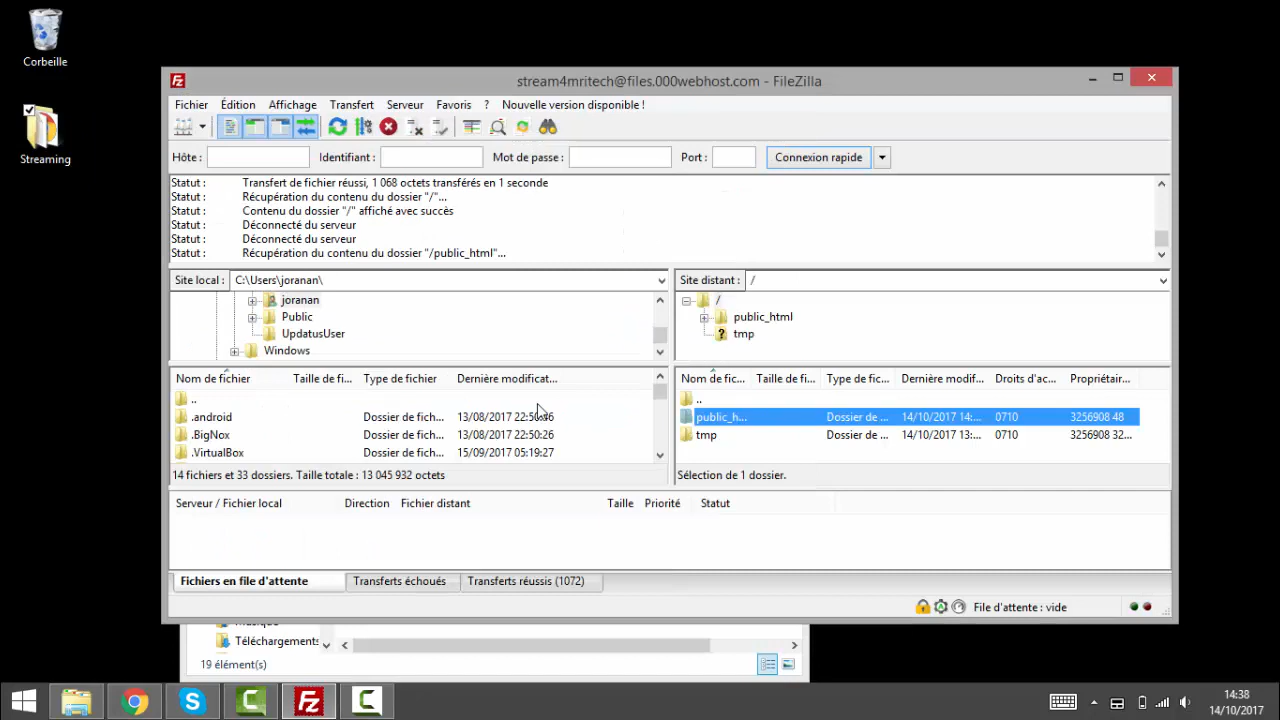 Corbeille
Streaming
stream4mritech@files.000webhost.com - FileZilla
Fichier Édition Affichage Transfert Serveur Favoris ? Nouvelle version disponible !
Hôte : Identifiant : Mot de passe : Port : Connexion rapide
Statut : Transfert de fichier réussi, 1 068 octets transférés en 1 seconde
Statut : Récupération du contenu du dossier "/"...
Statut : Contenu du dossier "/" affiché avec succès
Statut : Déconnecté du serveur
Statut : Déconnecté du serveur
Statut : Récupération du contenu du dossier "/public_html"...
Site local : C:\Users\joranan\
joranan
Public
UpdatusUser
Windows
Site distant : /
/
public_html
tmp
Nom de fichier Taille de fi... Type de fichier Dernière modificat...
..
.android Dossier de fich... 13/08/2017 22:50:26
.BigNox Dossier de fich... 13/08/2017 22:50:26
.VirtualBox Dossier de fich... 15/09/2017 05:19:27
14 fichiers et 33 dossiers. Taille totale : 13 045 932 octets
Nom de fic... Taille de fi... Type de fic... Dernière modif... Droits d'ac... Propriétair...
..
public_h... Dossier de ... 14/10/2017 14:... 0710 3256908 48
tmp Dossier de ... 14/10/2017 13:... 0710 3256908 32...
Sélection de 1 dossier.
Serveur / Fichier local Direction Fichier distant Taille Priorité Statut
Fichiers en file d'attente Transferts échoués Transferts réussis (1072)
File d'attente : vide
Téléchargements
19 élément(s)
14:38
14/10/2017